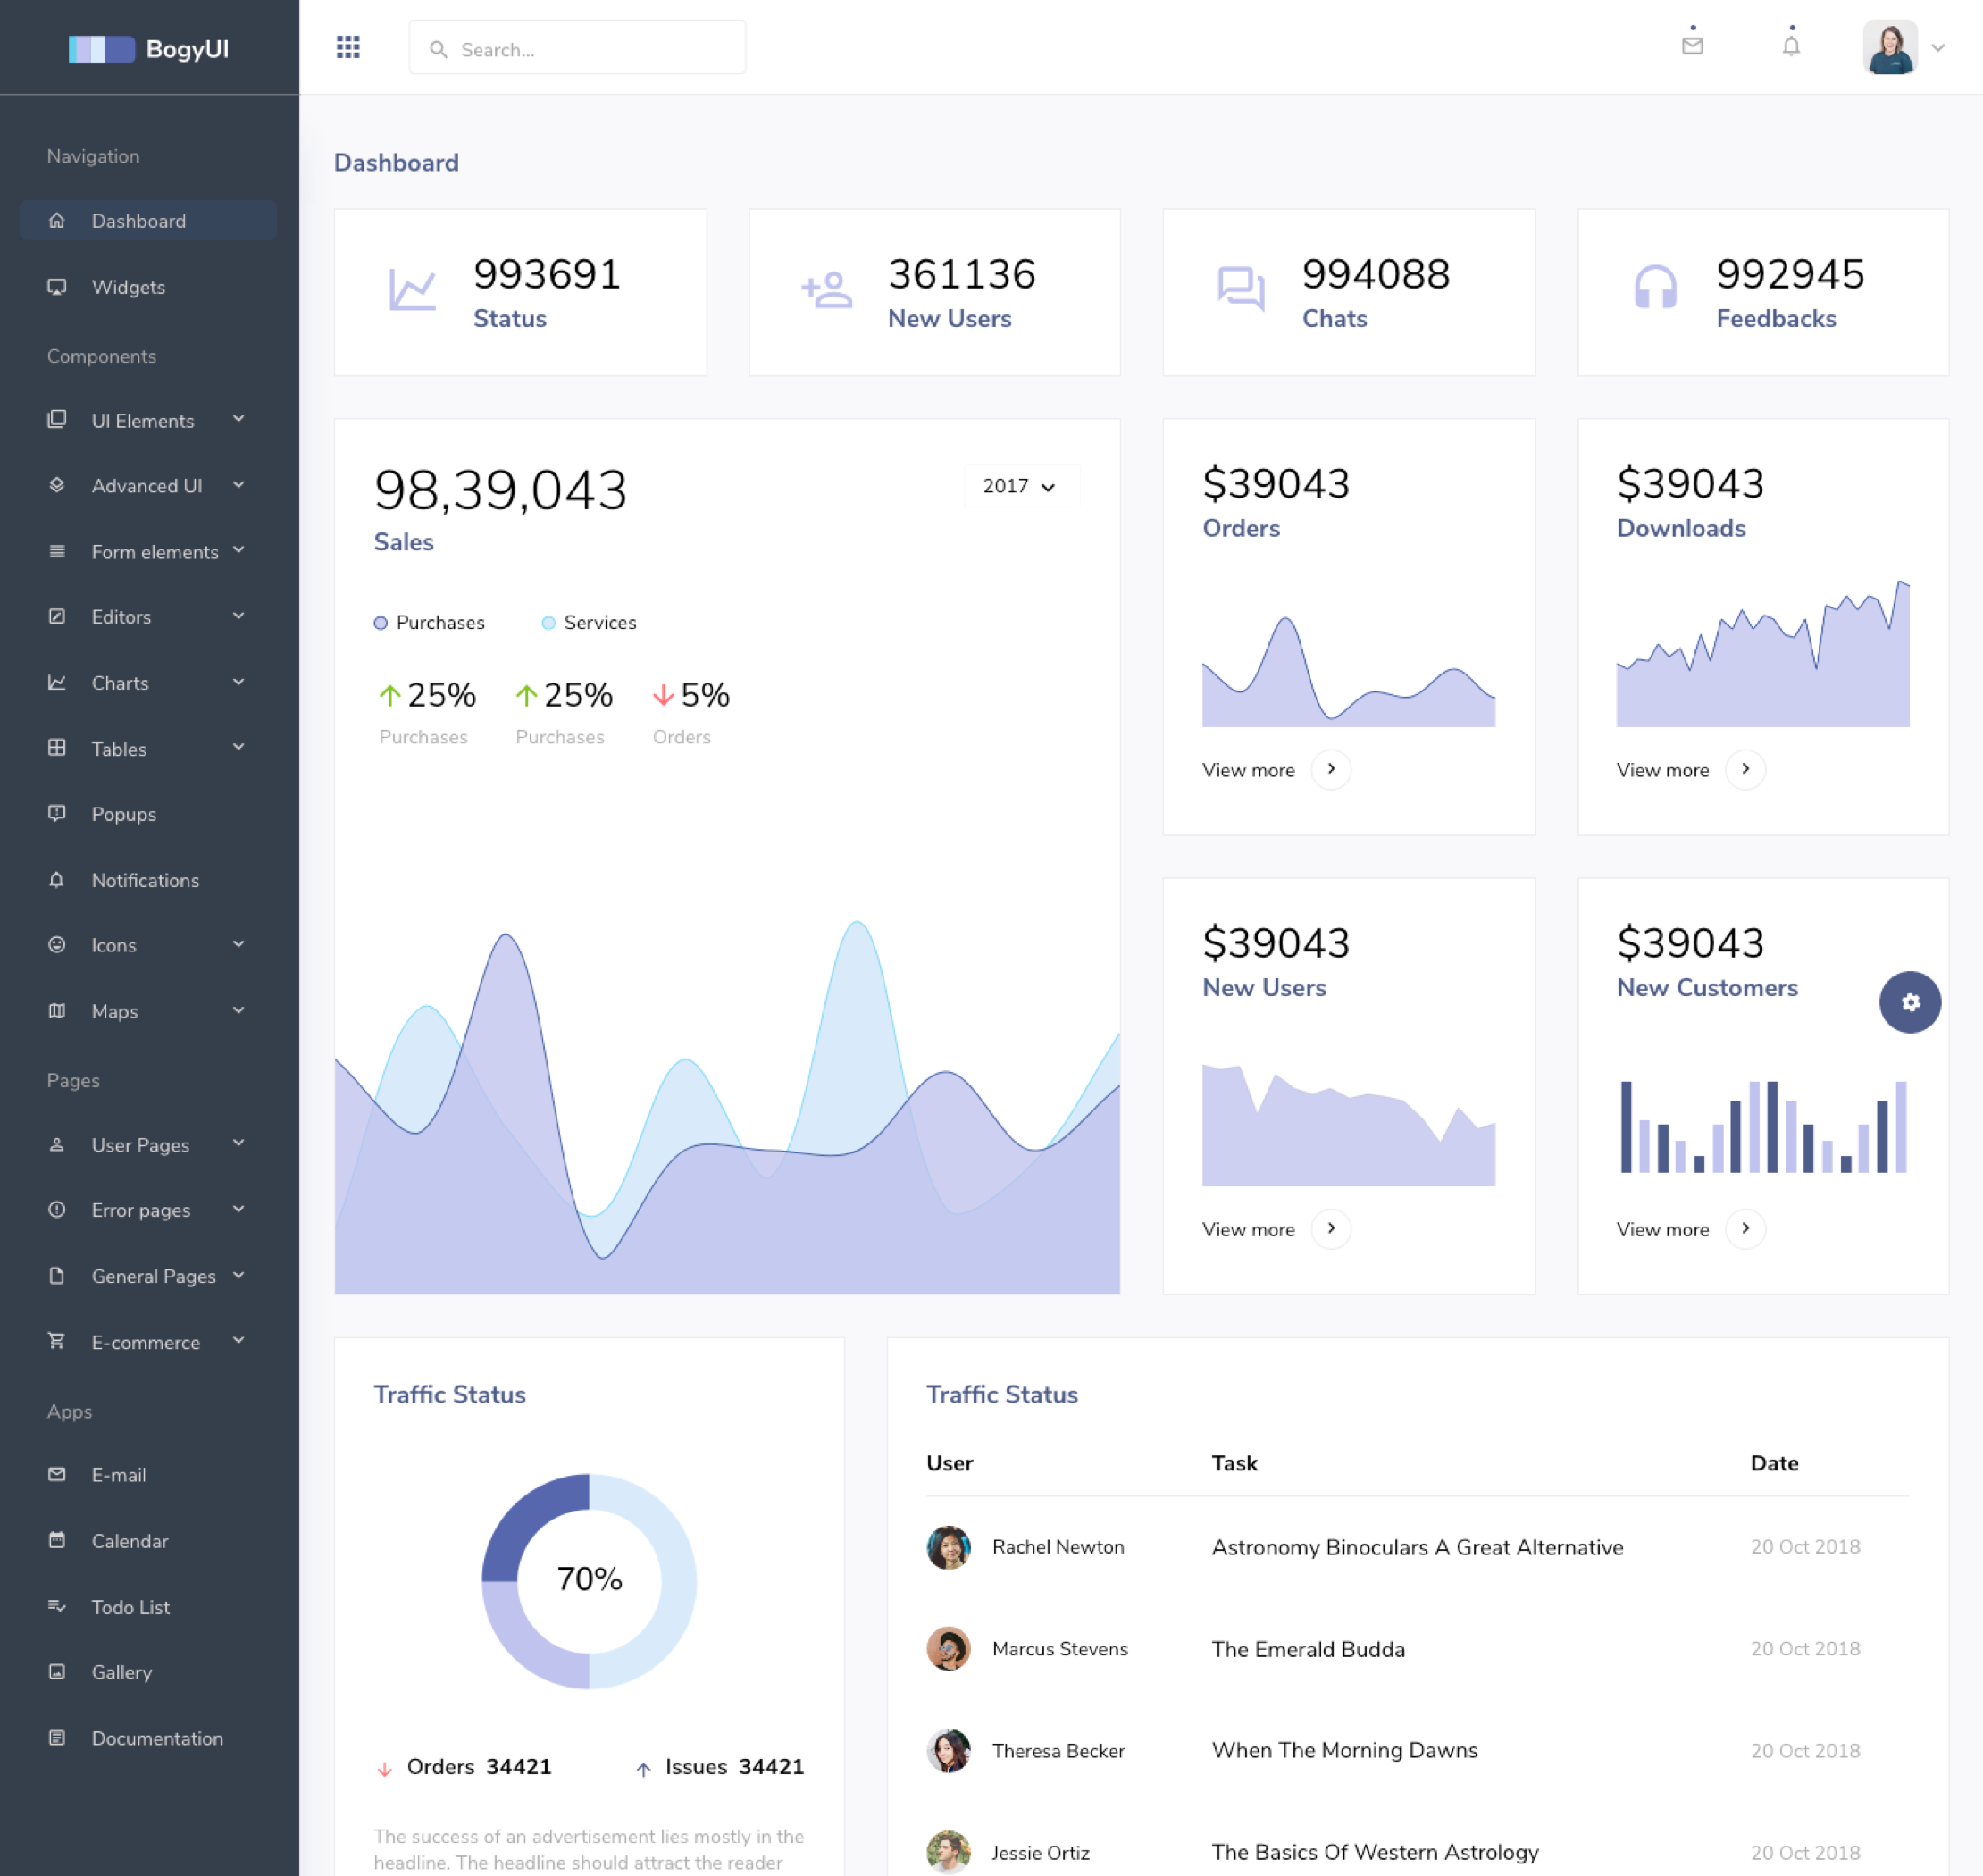 BogyUI
Search...
Navigation
Dashboard
Widgets
Components
UI Elements
Advanced UI
Form elements
Editors
Charts
Tables
Popups
Notifications
Icons
Maps
Pages
User Pages
Error pages
General Pages
E-commerce
Apps
E-mail
Calendar
Todo List
Gallery
Documentation
Dashboard
993691
Status
361136
New Users
994088
Chats
992945
Feedbacks
98,39,043
Sales
2017
Purchases Services
25% 25% 5%
Purchases Purchases Orders
$39043
Orders
View more
$39043
Downloads
View more
$39043
New Users
View more
$39043
New Customers
View more
Traffic Status
70%
Orders 34421 Issues 34421
The success of an advertisement lies mostly in the
headline. The headline should attract the reader
Traffic Status
User Task Date
Rachel Newton Astronomy Binoculars A Great Alternative 20 Oct 2018
Marcus Stevens The Emerald Budda 20 Oct 2018
Theresa Becker When The Morning Dawns 20 Oct 2018
Jessie Ortiz The Basics Of Western Astrology 20 Oct 2018